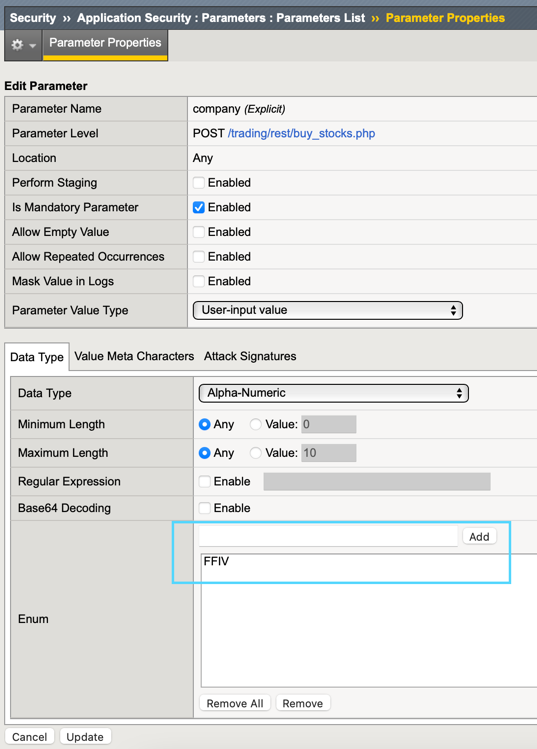 Security ›› Application Security : Parameters : Parameters List ›› Parameter Properties
Parameter Properties
Edit Parameter
Parameter Name company (Explicit)
Parameter Level POST /trading/rest/buy_stocks.php
Location Any
Perform Staging Enabled
Is Mandatory Parameter Enabled
Allow Empty Value Enabled
Allow Repeated Occurrences Enabled
Mask Value in Logs Enabled
Parameter Value Type User-input value
Data Type Value Meta Characters Attack Signatures
Data Type Alpha-Numeric
Minimum Length Any Value: 0
Maximum Length Any Value: 10
Regular Expression Enable
Base64 Decoding Enable
Add
FFIV
Enum
Remove All Remove
Cancel Update